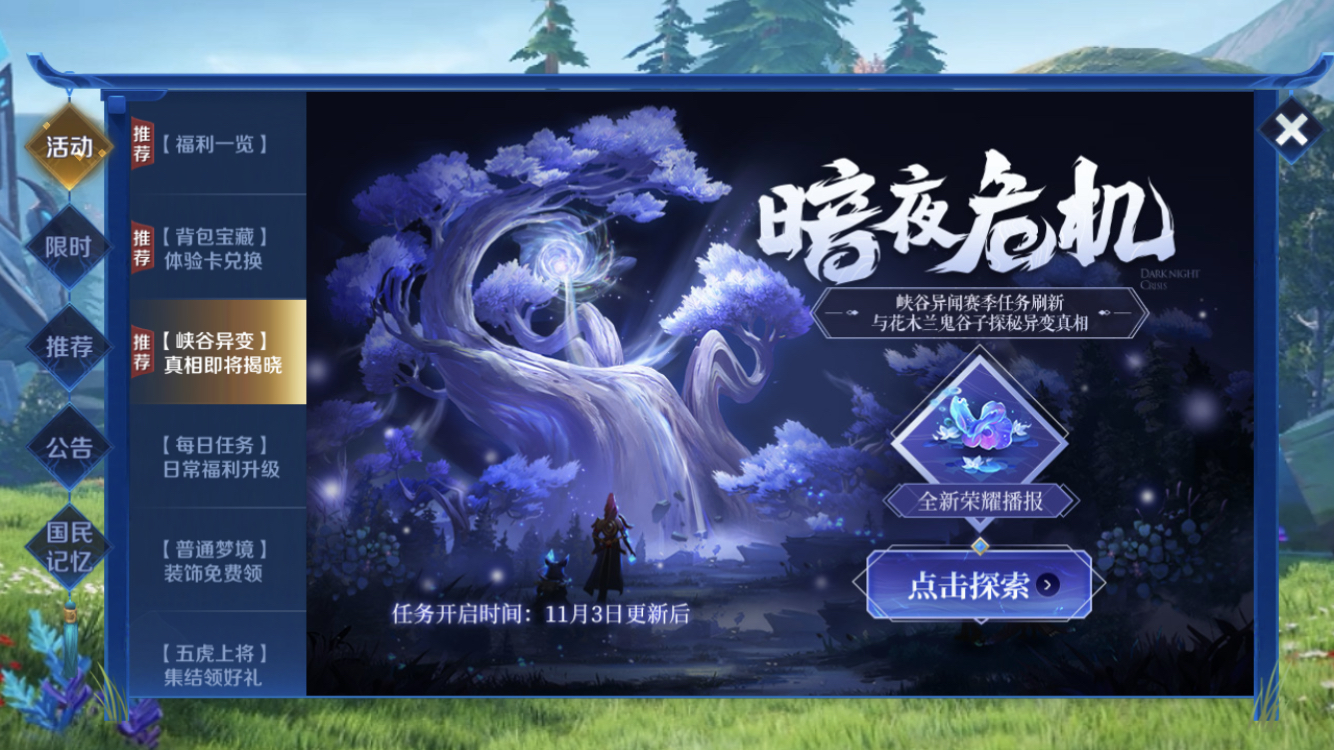 活动
限时
推荐
公告
国民
记忆
推荐
【福利一览】
推荐
【背包宝藏】
体验卡兑换
推荐
【峡谷异变】
真相即将揭晓
【每日任务】
日常福利升级
【普通梦境】
装饰免费领
【五虎上将】
集结领好礼
暗夜危机
DARK NIGHT
CRISIS
峡谷异闻赛季任务刷新
与花木兰鬼谷子探秘异变真相
全新荣耀播报
点击探索
任务开启时间：11月3日更新后